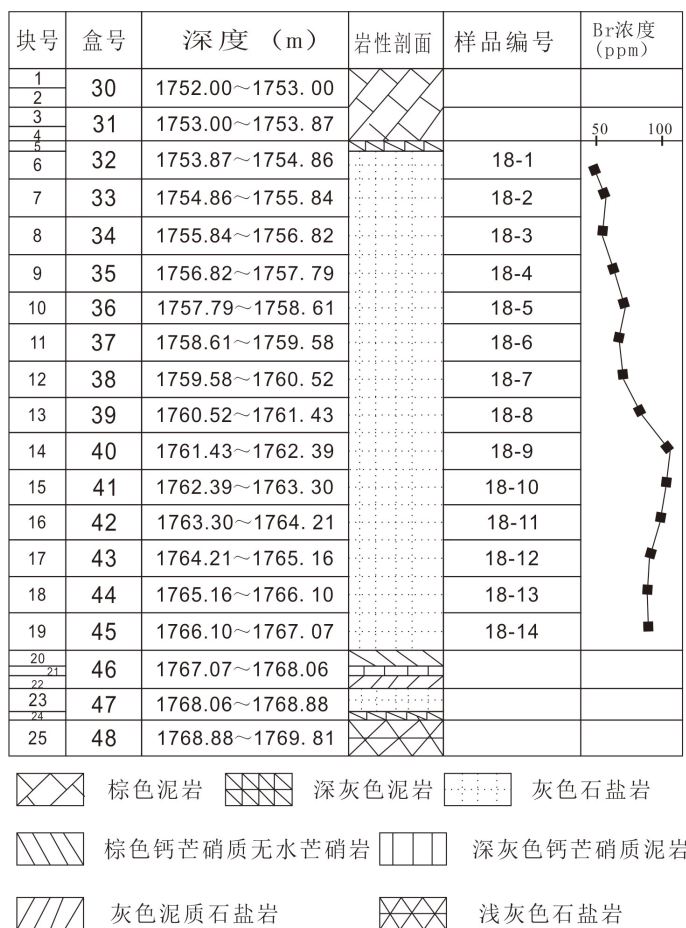 块号 盒号 深度（m） 岩性剖面 样品编号 Br浓度
(ppm)
50 100
1
2
30 1752.00～1753.00
3
4
31 1753.00～1753.87
5
6
32 1753.87～1754.86 18-1
7 33 1754.86～1755.84 18-2
8 34 1755.84～1756.82 18-3
9 35 1756.82～1757.79 18-4
10 36 1757.79～1758.61 18-5
11 37 1758.61～1759.58 18-6
12 38 1759.58～1760.52 18-7
13 39 1760.52～1761.43 18-8
14 40 1761.43～1762.39 18-9
15 41 1762.39～1763.30 18-10
16 42 1763.30～1764.21 18-11
17 43 1764.21～1765.16 18-12
18 44 1765.16～1766.10 18-13
19 45 1766.10～1767.07 18-14
20
21
22
46 1767.07～1768.06
23
24
47 1768.06～1768.88
25 48 1768.88～1769.81
棕色泥岩 深灰色泥岩 灰色石盐岩
棕色钙芒硝质无水芒硝岩 深灰色钙芒硝质泥岩
灰色泥质石盐岩 浅灰色石盐岩